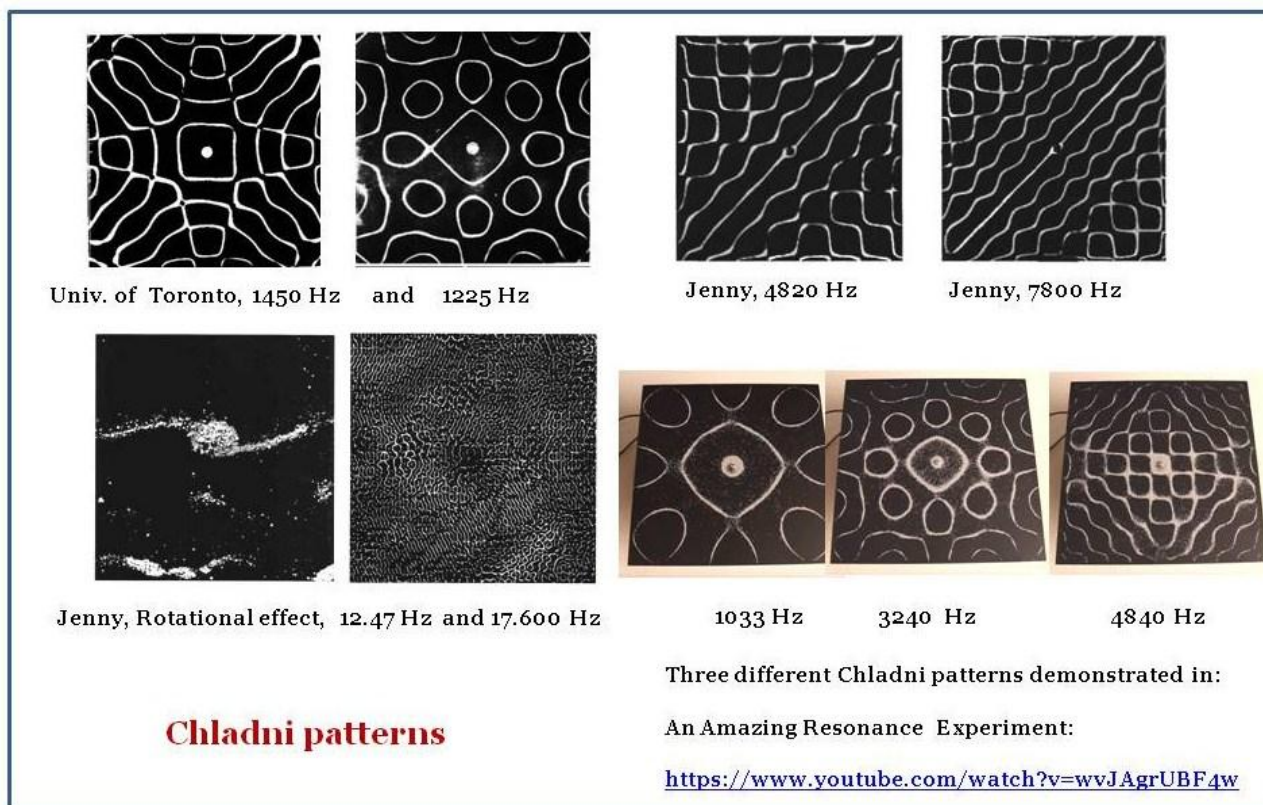 Univ. of Toronto, 1450 Hz and 1225 Hz
Jenny, 4820 Hz
Jenny, 7800 Hz
Jenny, Rotational effect, 12.47 Hz and 17.600 Hz
1033 Hz
3240 Hz
4840 Hz
Three different Chladni patterns demonstrated in:
An Amazing Resonance Experiment:
https://www.youtube.com/watch?v=wvJAgrUBF4w
Chladni patterns